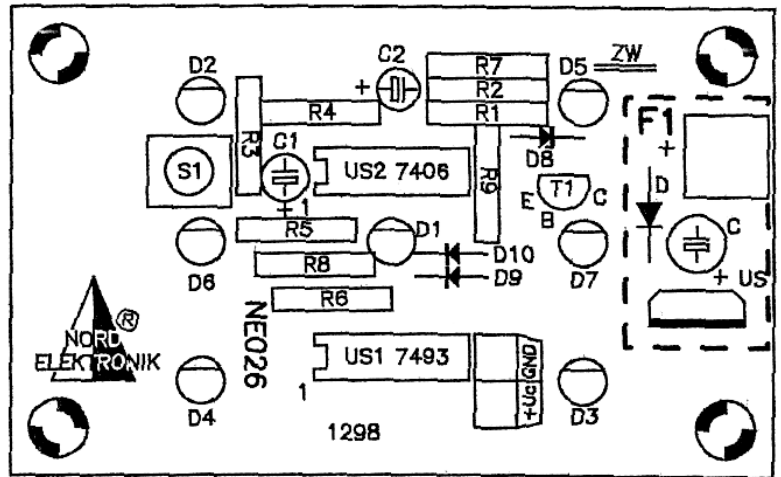 C2
ZW
D2
R7
D5
+
R2
F1
R4
R1
+
R3
C1
D8
D
S1
US2 7406
R9
T1
E
C
B
+
1
R5
D1
C
D6
R8
D10
D7
+
US
D9
R6
NORD ®
ELEKTRONIK
NE026
US1 7493
GND
+Uc
1
D4
D3
1298